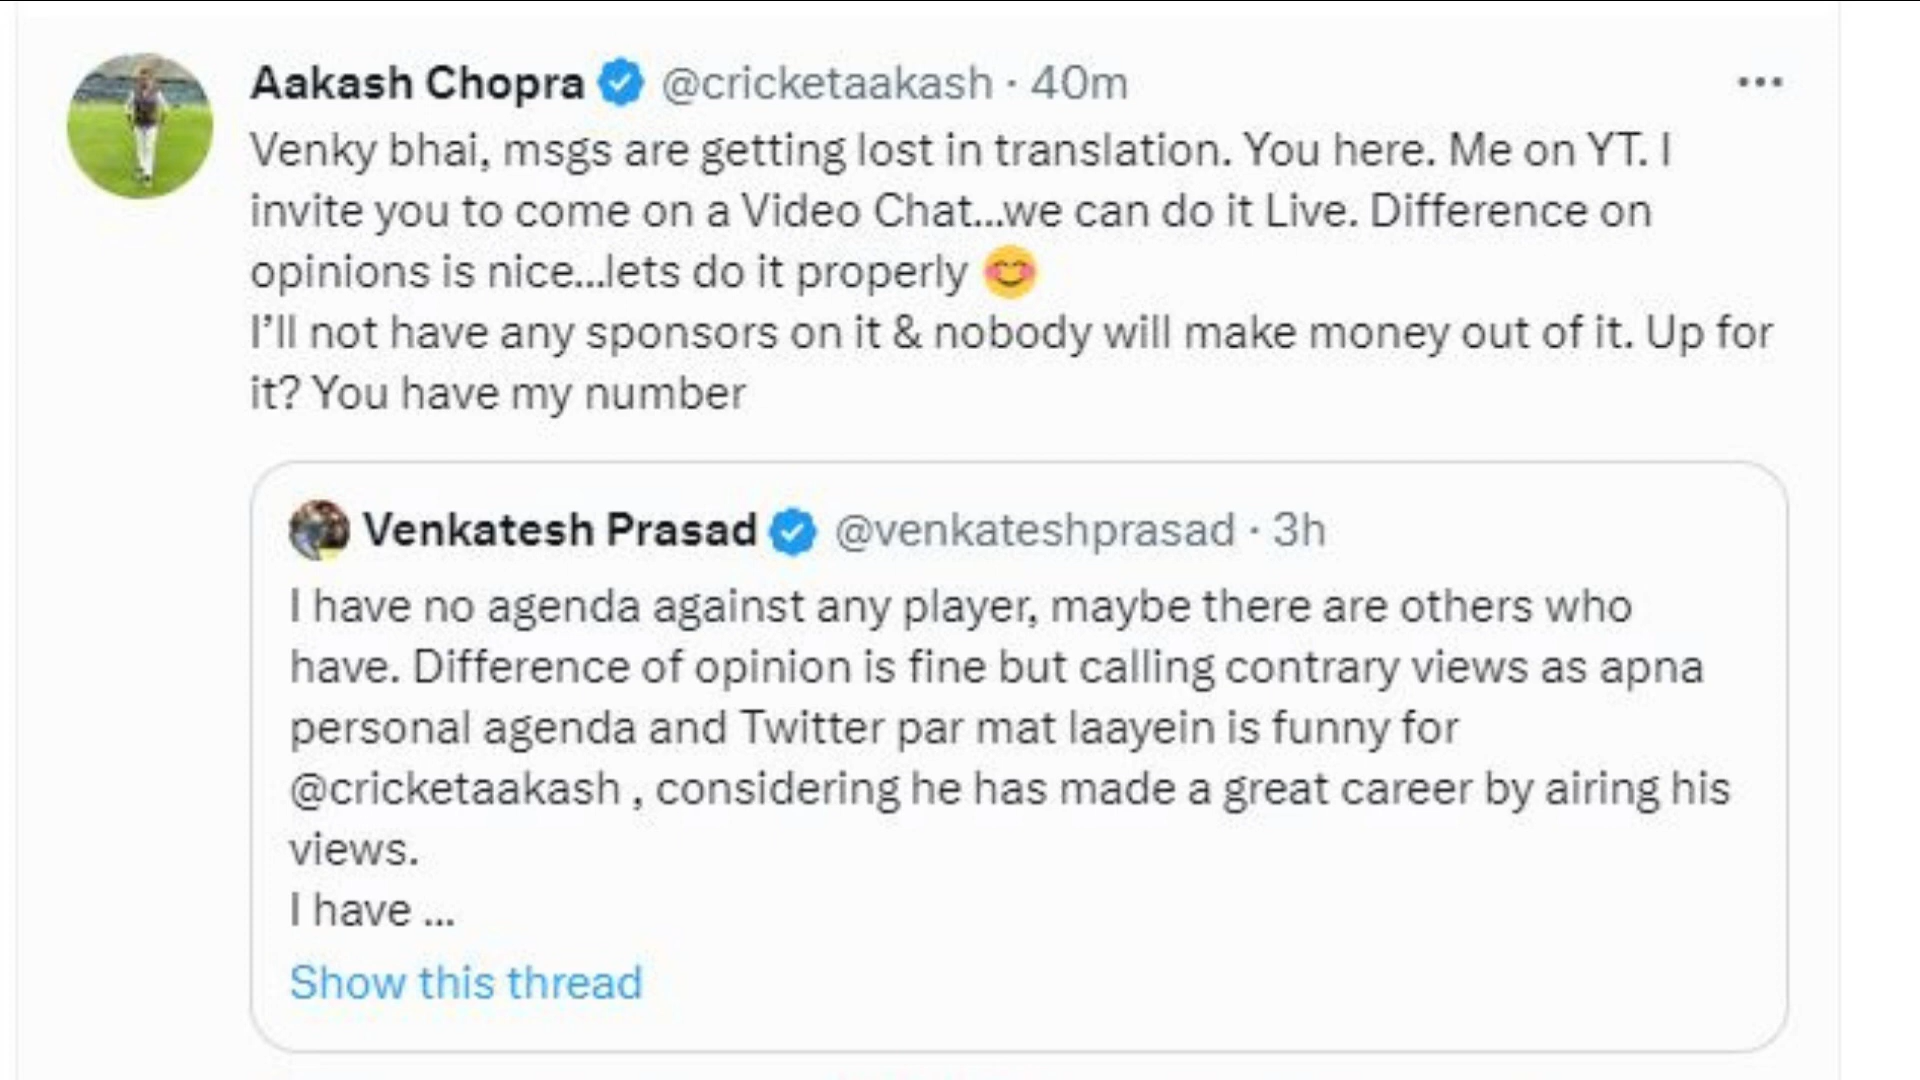 Aakash Chopra @cricketaakash · 40m
Venky bhai, msgs are getting lost in translation. You here. Me on YT. I
invite you to come on a Video Chat...we can do it Live. Difference on
opinions is nice...lets do it properly 😊
I’ll not have any sponsors on it & nobody will make money out of it. Up for
it? You have my number
Venkatesh Prasad @venkateshprasad · 3h
I have no agenda against any player, maybe there are others who
have. Difference of opinion is fine but calling contrary views as apna
personal agenda and Twitter par mat laayein is funny for
@cricketaakash , considering he has made a great career by airing his
views.
I have ...
Show this thread